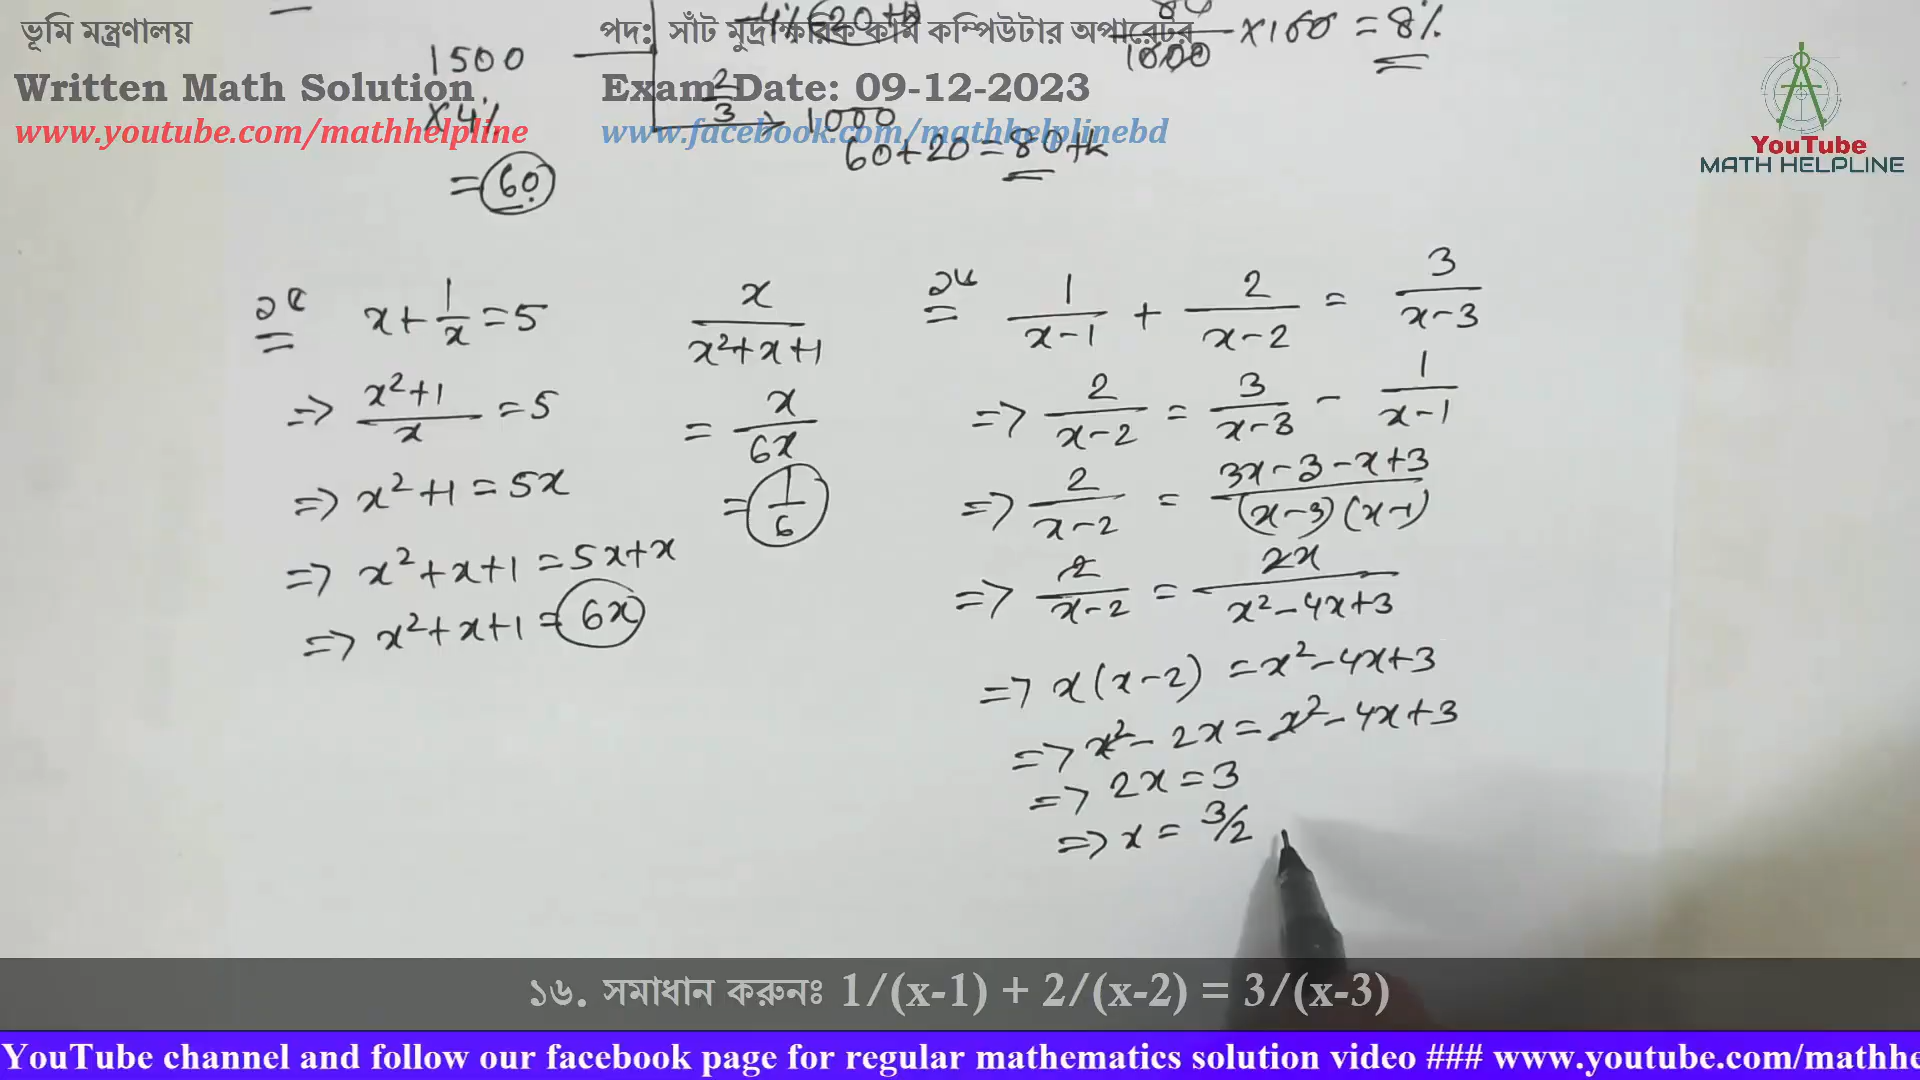 ভূমি মন্ত্রণালয়
পদ: সাঁট মুদ্রাক্ষরিক কাম কম্পিউটার অপারেটর
Written Math Solution
Exam Date: 09-12-2023
www.youtube.com/mathhelpline
www.facebook.com/mathhelplinebd
YouTube
MATH HELPLINE
1500
×4%
=60
2/3 → 1000
×100 = 8%
60+20=80tk
১৫ x+1/x=5
=> x²+1/x =5
=> x²+1=5x
=> x²+x+1=5x+x
=> x²+x+1=6x
x/x²+x+1
= x/6x
= 1/6
১৬ 1/x-1 + 2/x-2 = 3/x-3
=> 2/x-2 = 3/x-3 - 1/x-1
=> 2/x-2 = 3x-3-x+3/(x-3)(x-1)
=> 2/x-2 = 2x/x²-4x+3
=> x(x-2) =x²-4x+3
=> x²-2x=x²-4x+3
=> 2x=3
=> x=3/2
১৬. সমাধান করুনঃ 1/(x-1) + 2/(x-2) = 3/(x-3)
YouTube channel and follow our facebook page for regular mathematics solution video ### www.youtube.com/mathhe